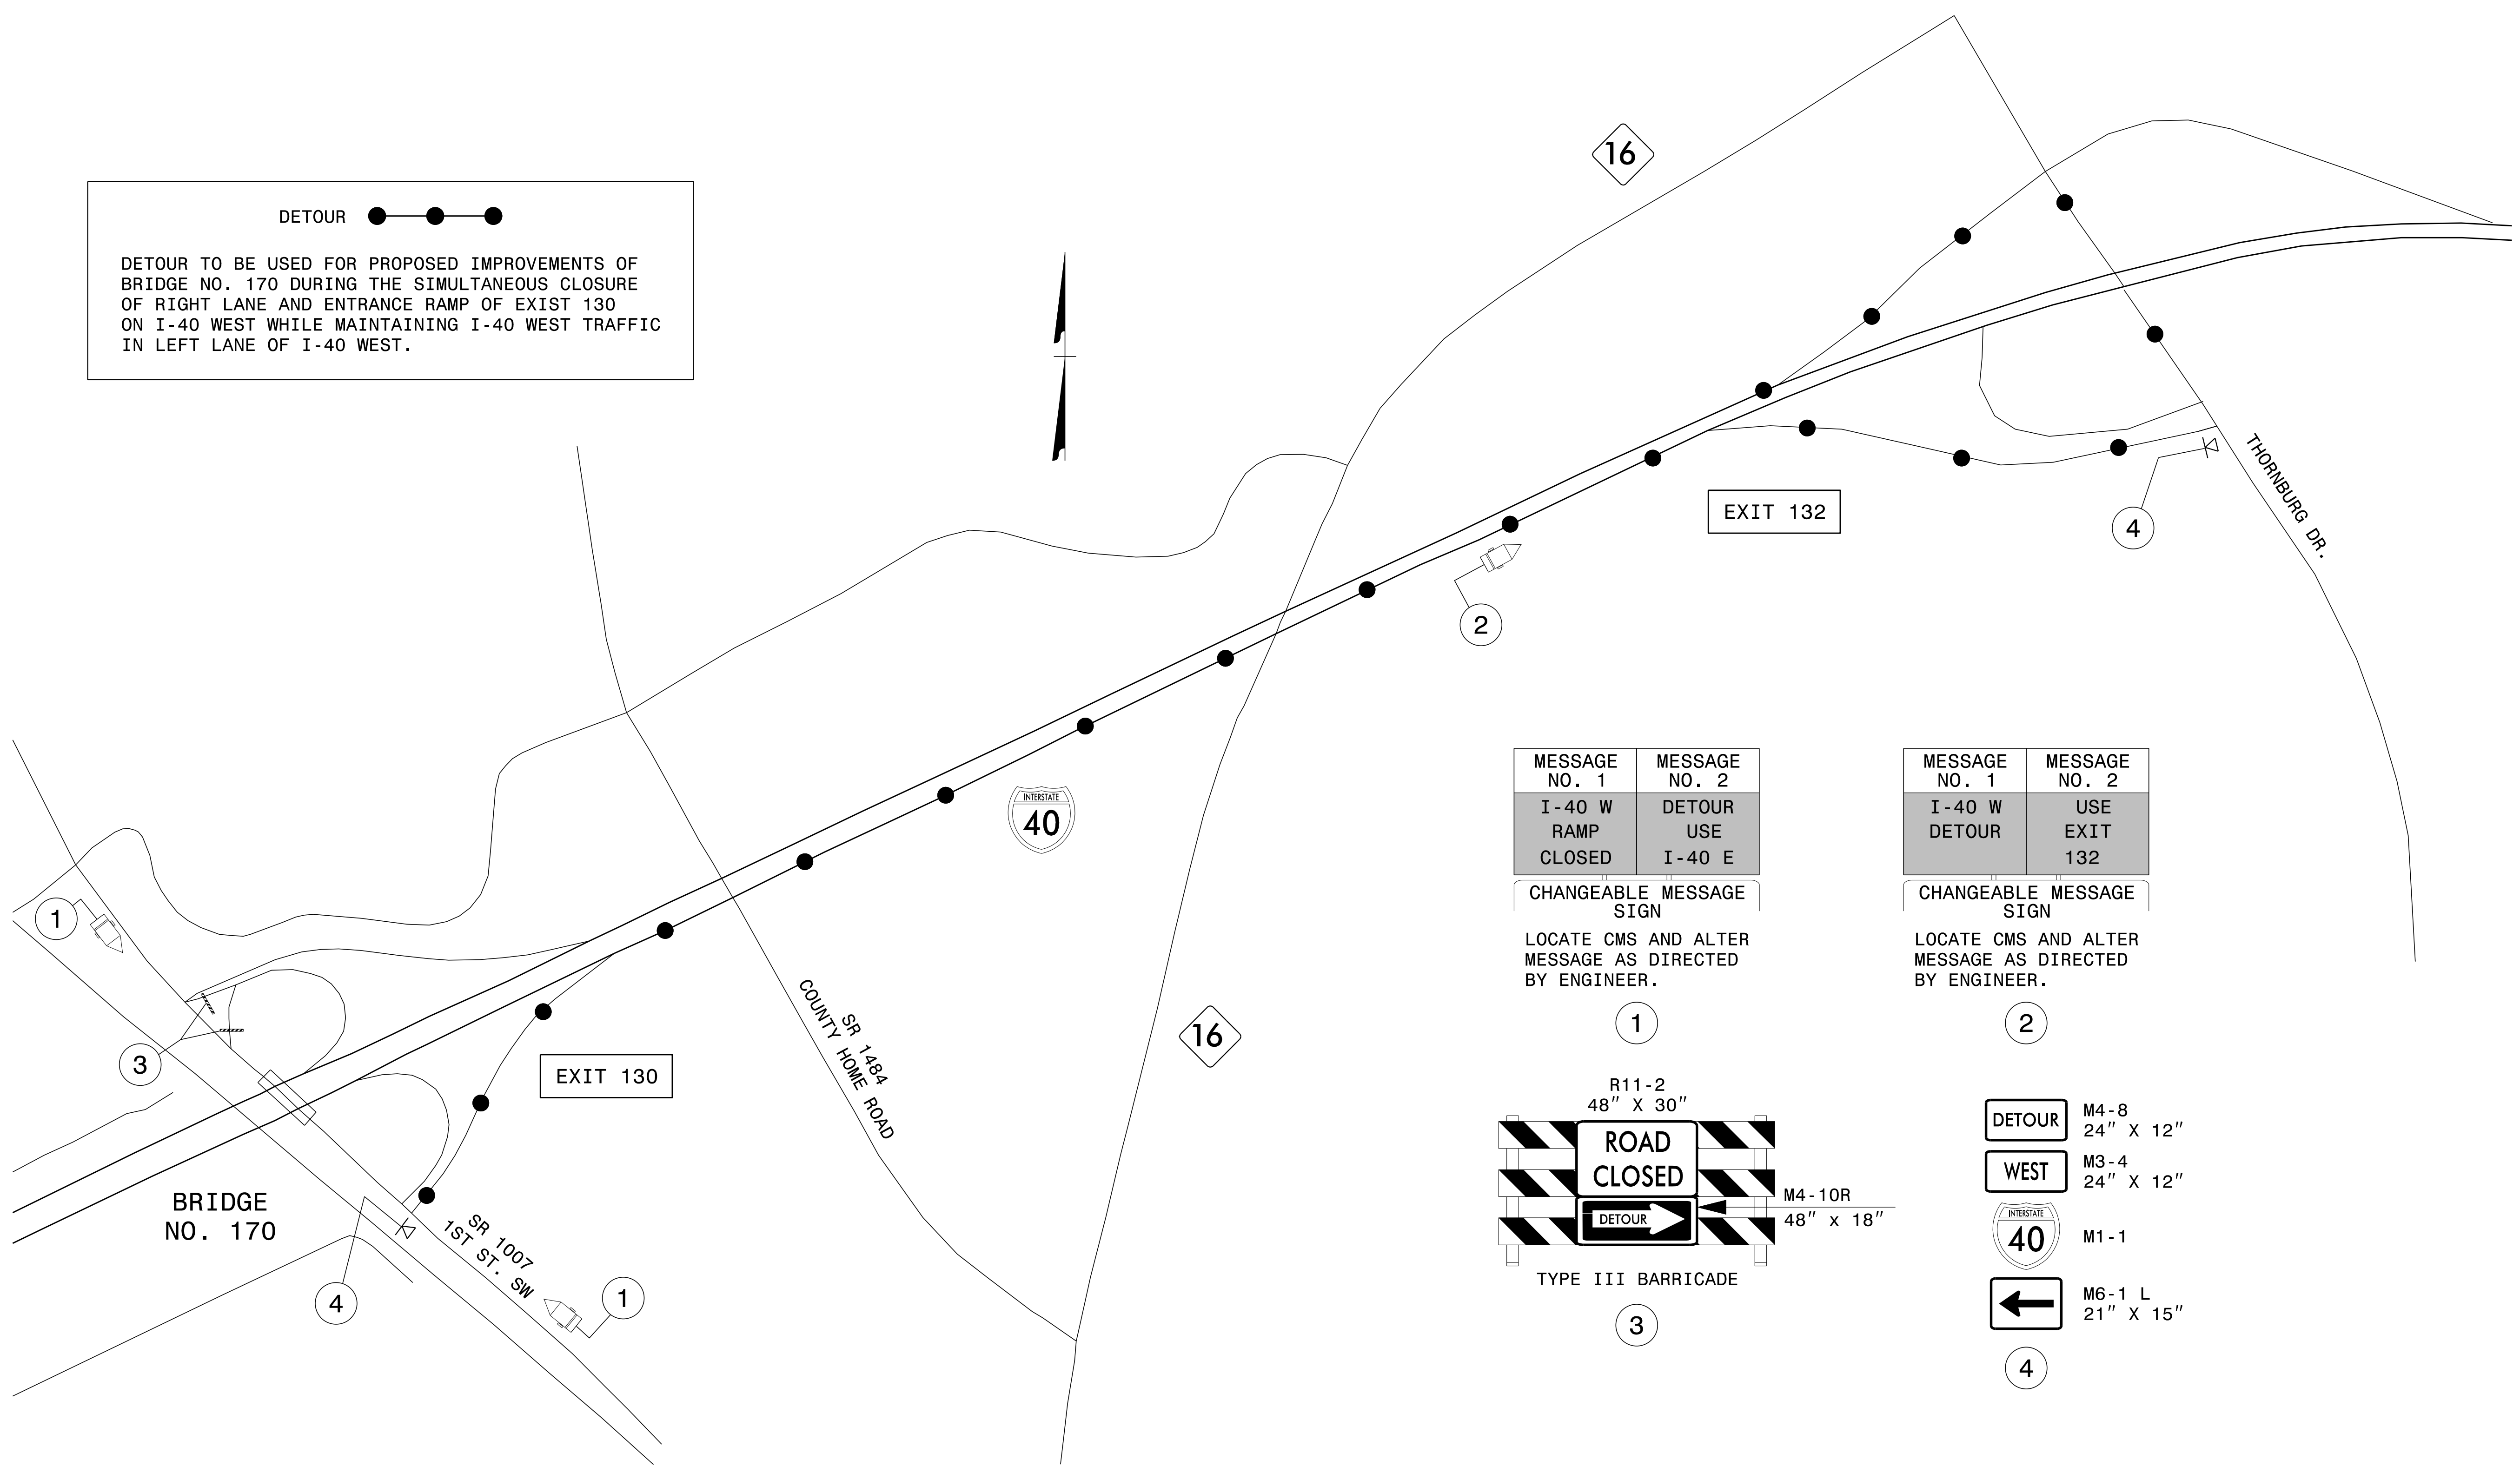 DETOUR
DETOUR TO BE USED FOR PROPOSED IMPROVEMENTS OF
BRIDGE NO. 170 DURING THE SIMULTANEOUS CLOSURE
OF RIGHT LANE AND ENTRANCE RAMP OF EXIST 130
ON I-40 WEST WHILE MAINTAINING I-40 WEST TRAFFIC
IN LEFT LANE OF I-40 WEST.
16
THORNBURG DR.
EXIT 132
4
2
INTERSTATE
40
1
3
SR 1484
COUNTY HOME ROAD
16
EXIT 130
BRIDGE
NO. 170
SR 1007
1ST ST. SW
4
1
MESSAGE
NO. 1
MESSAGE
NO. 2
I-40 W
RAMP
CLOSED
DETOUR
USE
I-40 E
CHANGEABLE MESSAGE
SIGN
LOCATE CMS AND ALTER
MESSAGE AS DIRECTED
BY ENGINEER.
1
MESSAGE
NO. 1
MESSAGE
NO. 2
I-40 W
DETOUR
USE
EXIT
132
CHANGEABLE MESSAGE
SIGN
LOCATE CMS AND ALTER
MESSAGE AS DIRECTED
BY ENGINEER.
2
R11-2
48" X 30"
ROAD
CLOSED
DETOUR
M4-10R
48" x 18"
TYPE III BARRICADE
3
DETOUR
M4-8
24" X 12"
WEST
M3-4
24" X 12"
INTERSTATE
40
M1-1
M6-1 L
21" X 15"
4